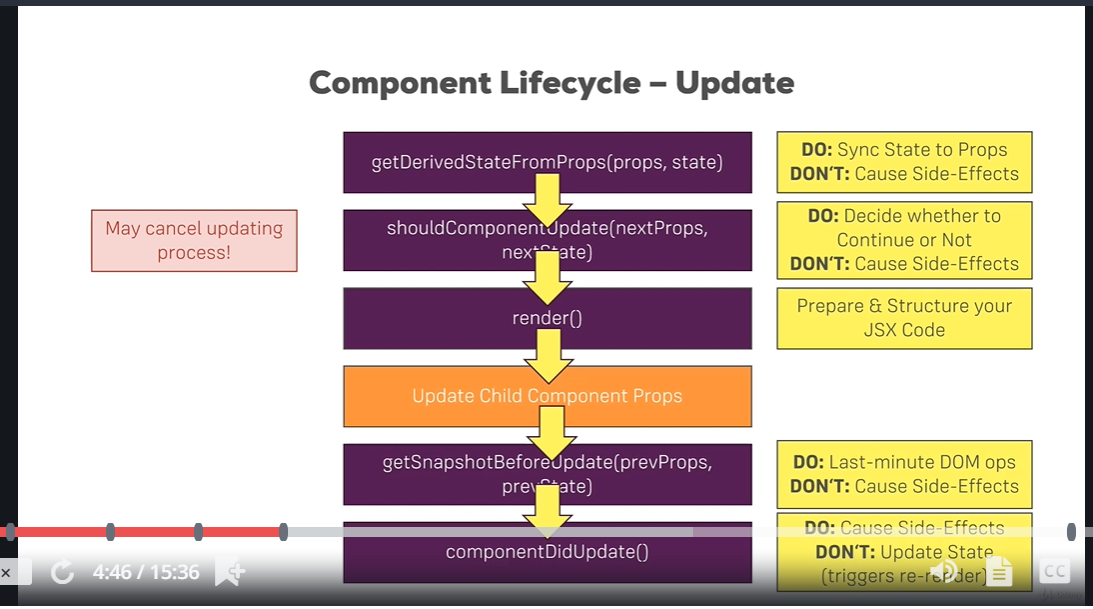 Component Lifecycle – Update
getDerivedStateFromProps(props, state)
DO: Sync State to Props
DON‘T: Cause Side-Effects
May cancel updating
process!
shouldComponentUpdate(nextProps,
nextState)
DO: Decide whether to
Continue or Not
DON‘T: Cause Side-Effects
render()
Prepare & Structure your
JSX Code
Update Child Component Props
getSnapshotBeforeUpdate(prevProps,
prevState)
DO: Last-minute DOM ops
DON‘T: Cause Side-Effects
componentDidUpdate()
DO: Cause Side-Effects
DON‘T: Update State
(triggers re-render)
4:46 / 15:36
CC